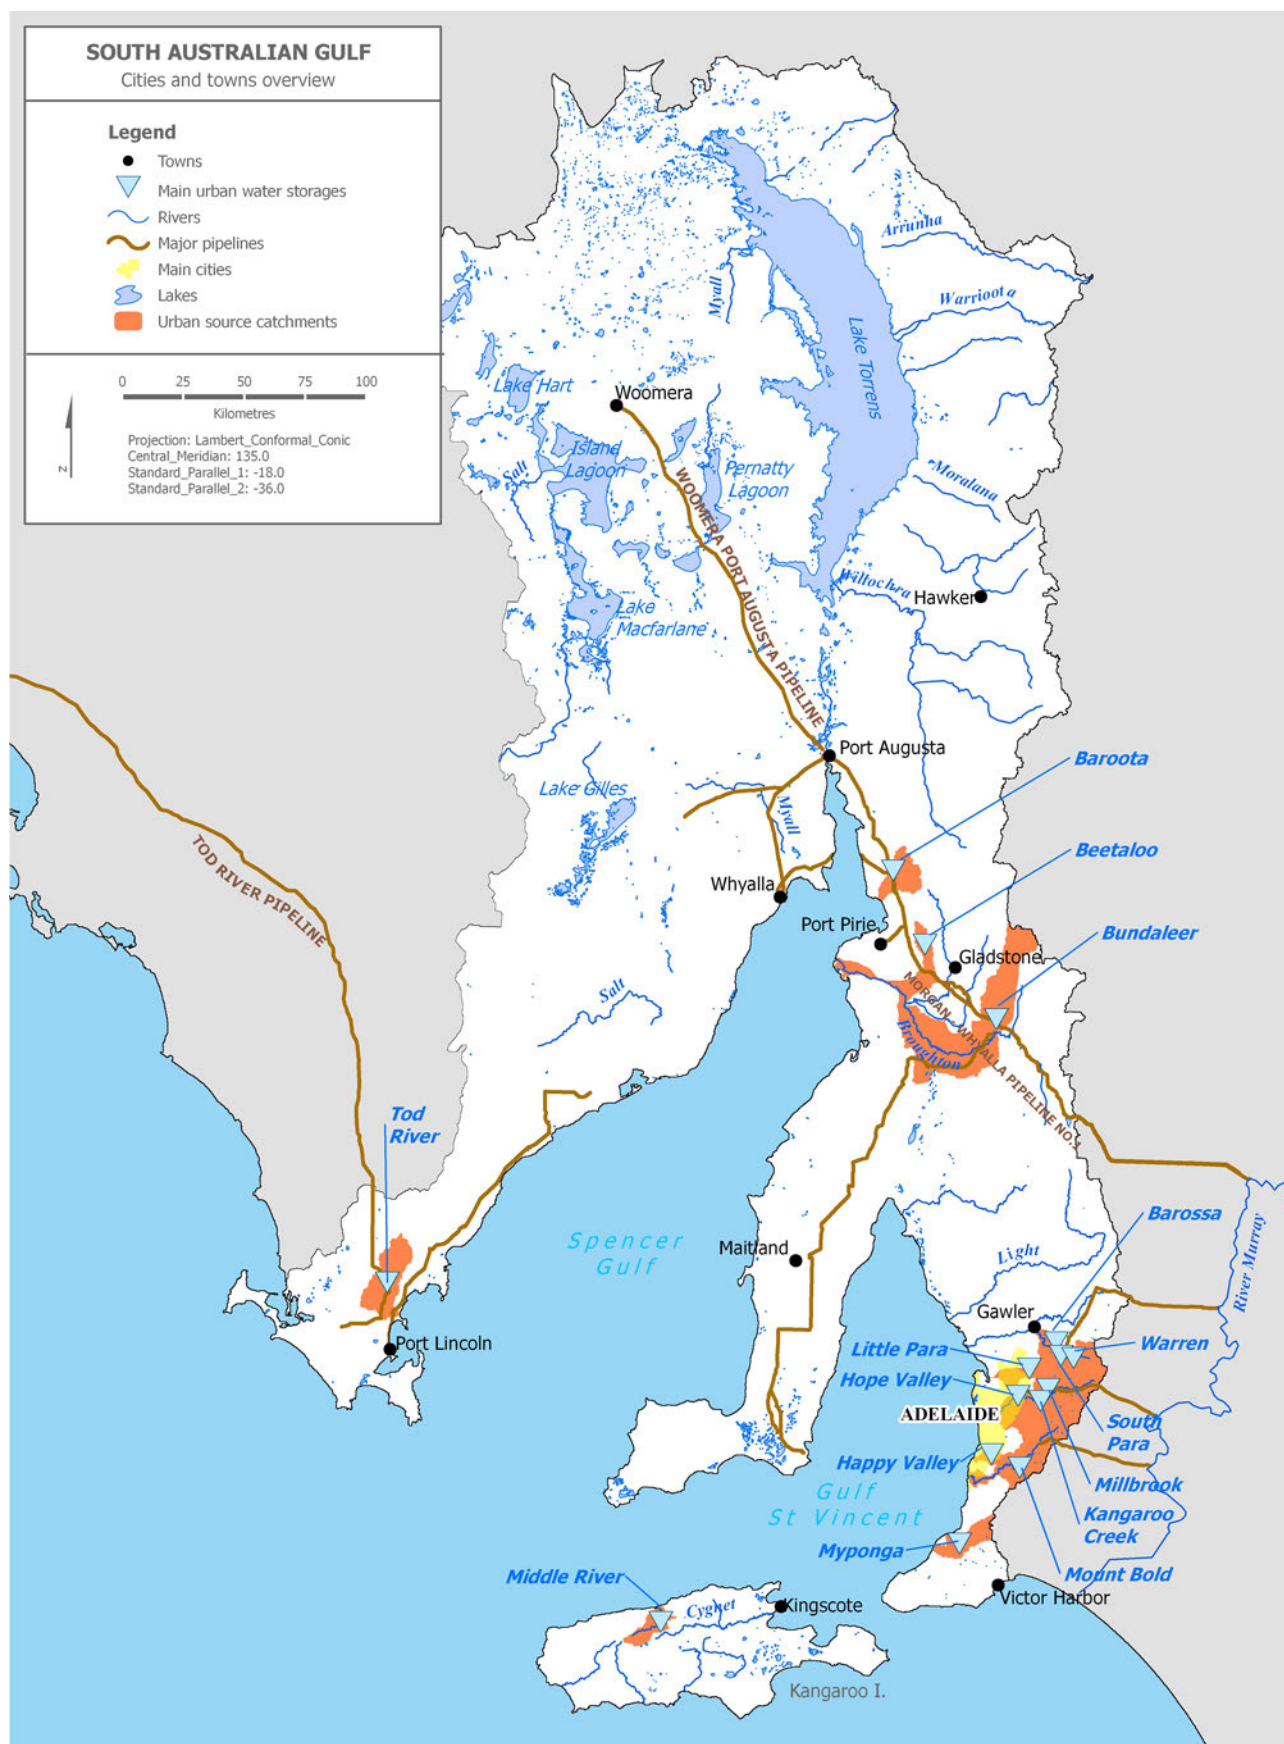 SOUTH AUSTRALIAN GULF
Cities and towns overview
Legend
Towns
Main urban water storages
Rivers
Major pipelines
Main cities
Lakes
Urban source catchments
0 25 50 75 100
Kilometres
Projection: Lambert_Conformal_Conic
Central_Meridian: 135.0
Standard_Parallel_1: -18.0
Standard_Parallel_2: -36.0
N
Arrunha
Myall
Warrioota
Lake Torrens
Lake Hart
Woomera
Island
Lagoon
Salt
Pernatty
Lagoon
Moralana
WOOMERA PORT AUGUSTA PIPELINE
Wiltochra
Hawker
Lake
Macfarlane
Port Augusta
Baroota
Lake Gilles
Myall
TOD RIVER PIPELINE
Beetaloo
Whyalla
Port Pirie
Bundaleer
Gladstone
Salt
MORGAN - WHYALLA PIPELINE NO.1
Broughton
Tod
River
Spencer
Gulf
Maitland
Light
Barossa
River Murray
Gawler
Port Lincoln
Little Para
Warren
Hope Valley
ADELAIDE
South
Para
Happy Valley
Millbrook
Gulf
St Vincent
Kangaroo
Creek
Myponga
Mount Bold
Middle River
Victor Harbor
Cygnet
Kingscote
Kangaroo I.